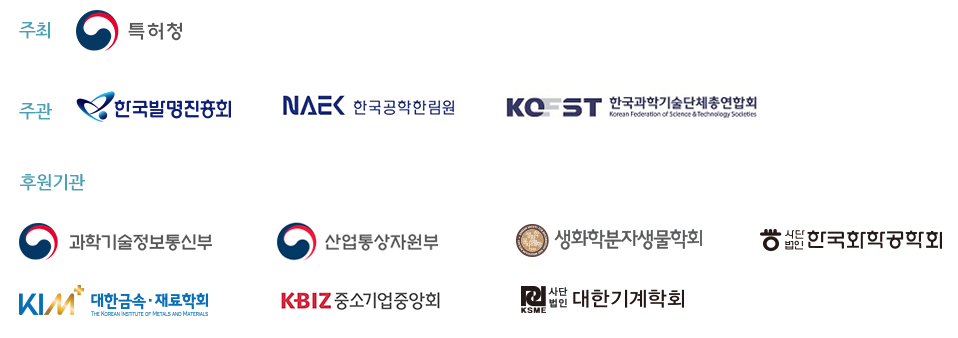 주최
특허청
주관
한국발명진흥회
NAEK 한국공학한림원
KOFST 한국과학기술단체총연합회
Korean Federation of Science & Technology Societies
후원기관
과학기술정보통신부
산업통상자원부
생화학분자생물학회
사단
법인 한국화학공학회
KIM 대한금속·재료학회
THE KOREAN INSTITUTE OF METALS AND MATERIALS
K-BIZ 중소기업중앙회
KSME
사단
법인 대한기계학회